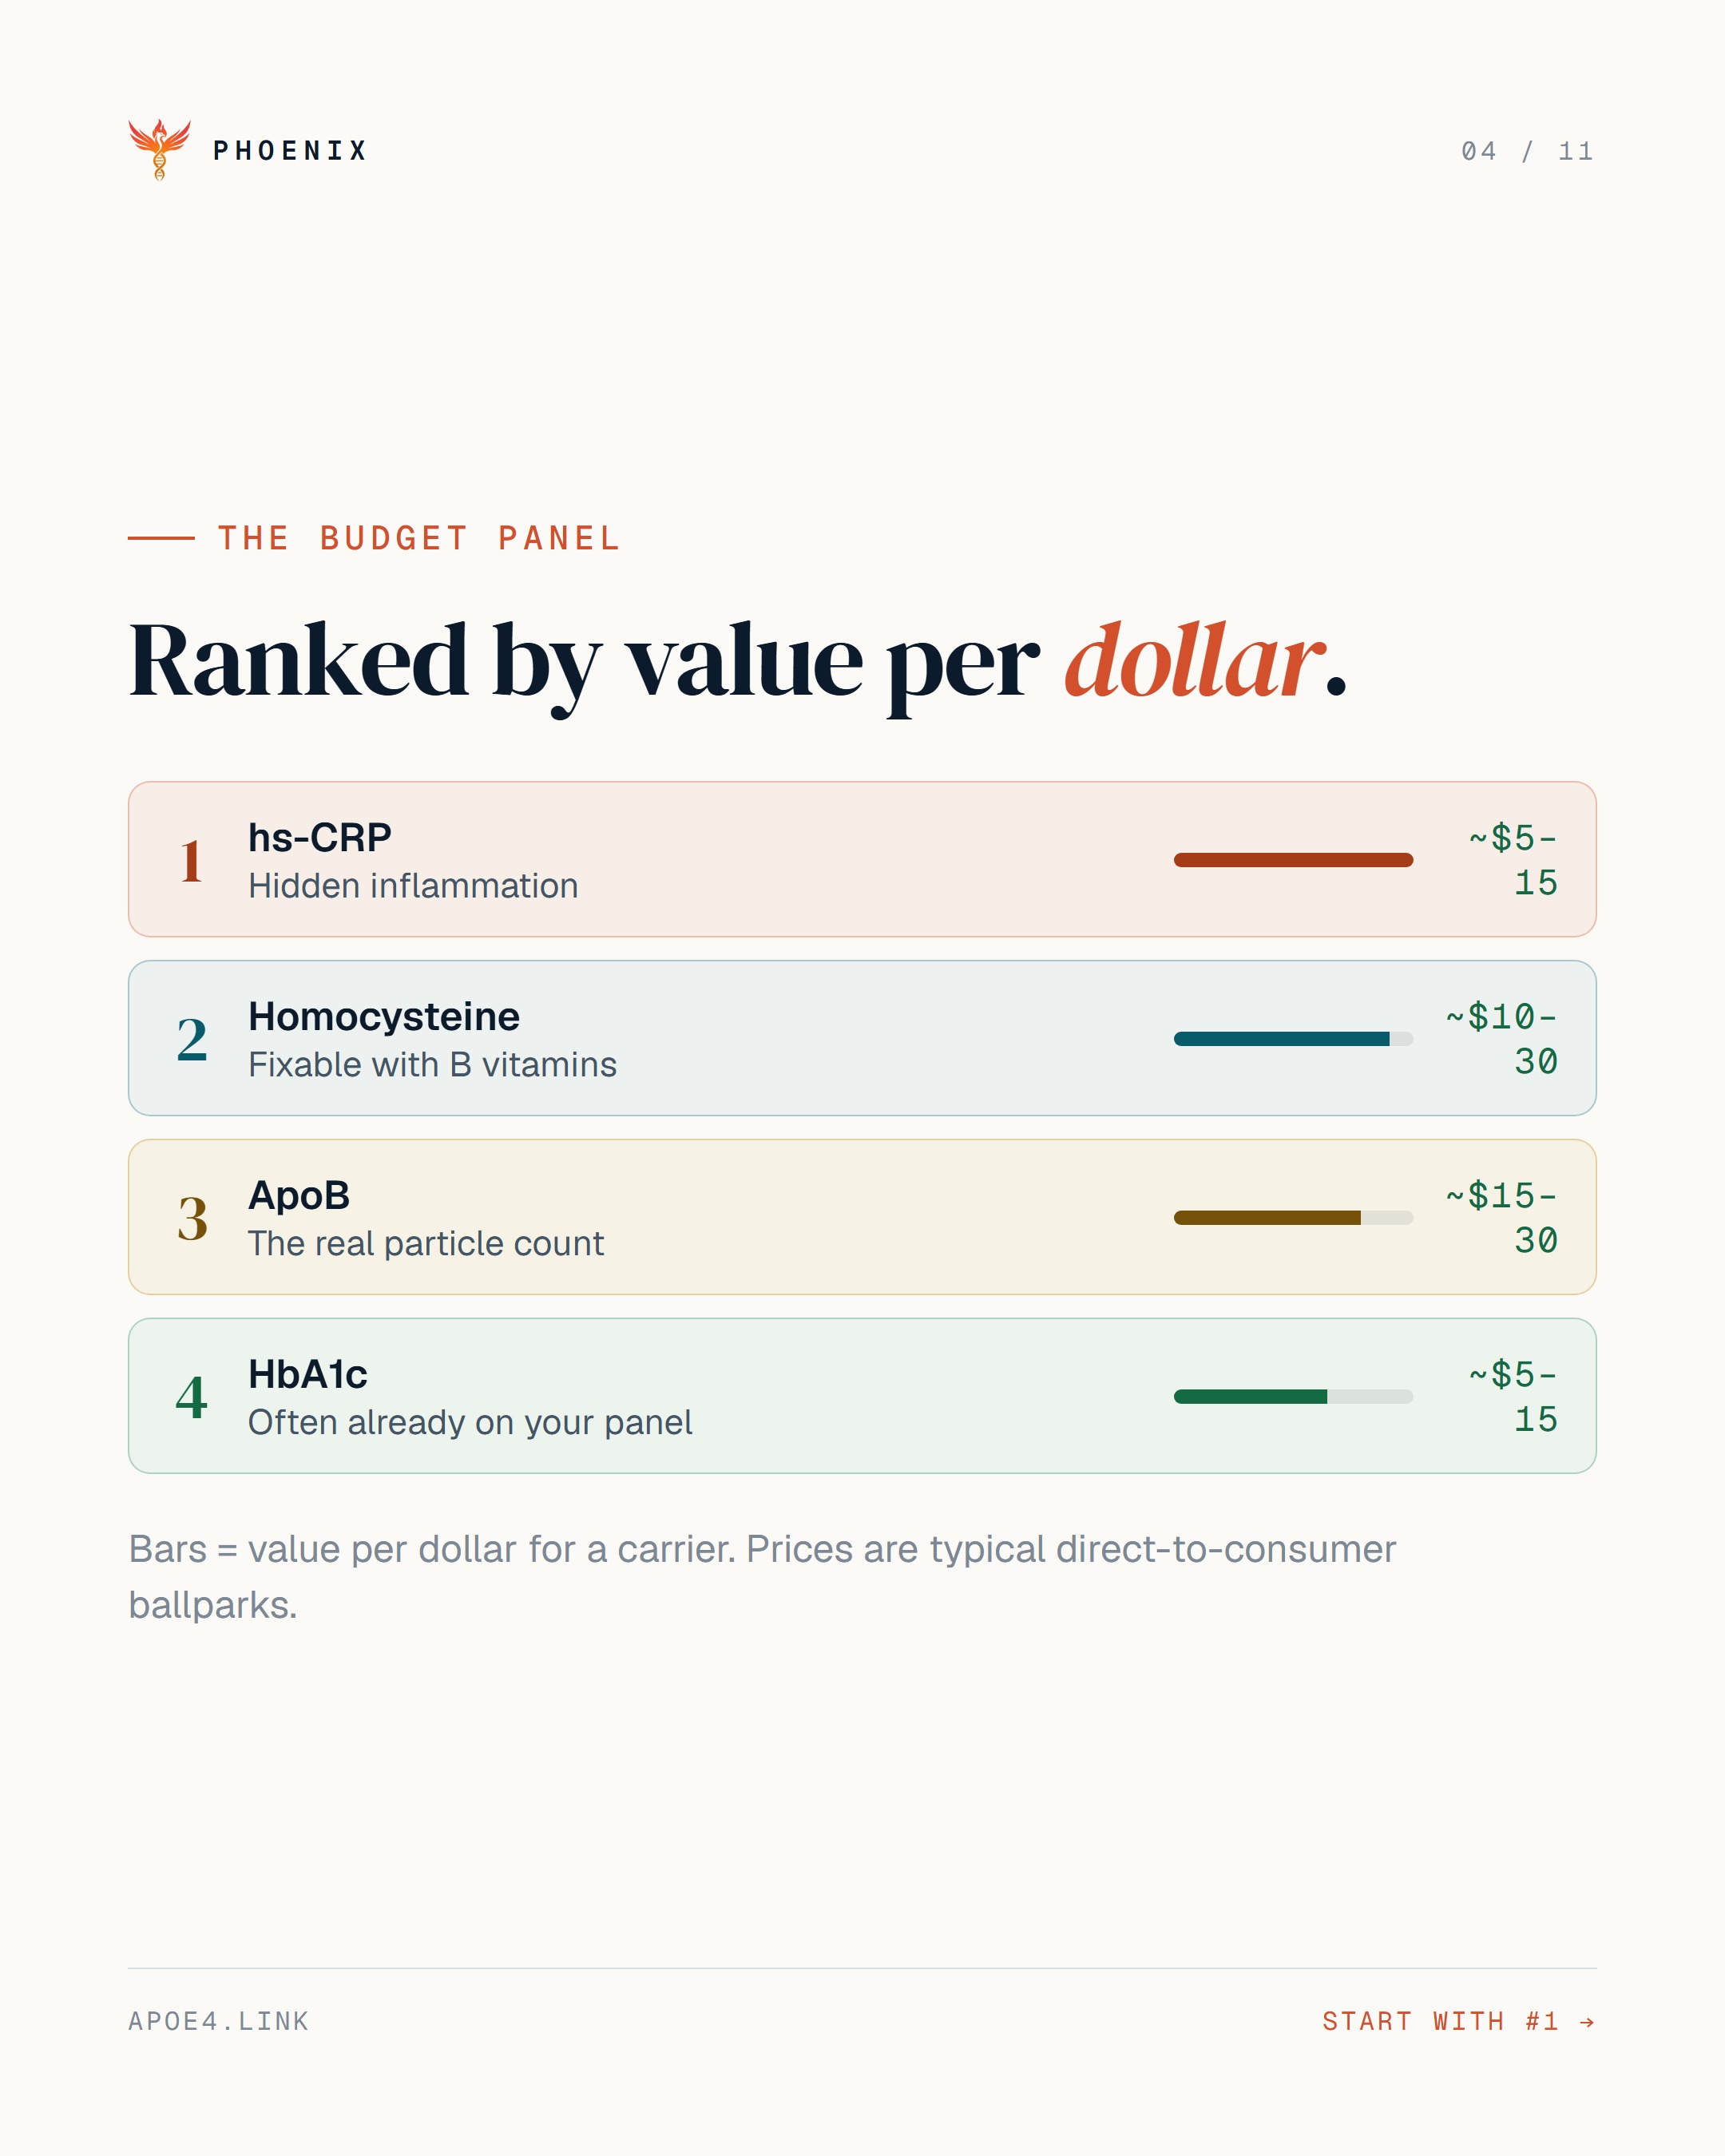 PHOENIX
04 / 11
THE BUDGET PANEL
Ranked by value per dollar.
1
hs-CRP
Hidden inflammation
~$5-
15
2
Homocysteine
Fixable with B vitamins
~$10-
30
3
ApoB
The real particle count
~$15-
30
4
HbA1c
Often already on your panel
~$5-
15
Bars = value per dollar for a carrier. Prices are typical direct-to-consumer
ballparks.
APOE4.LINK
START WITH #1 →